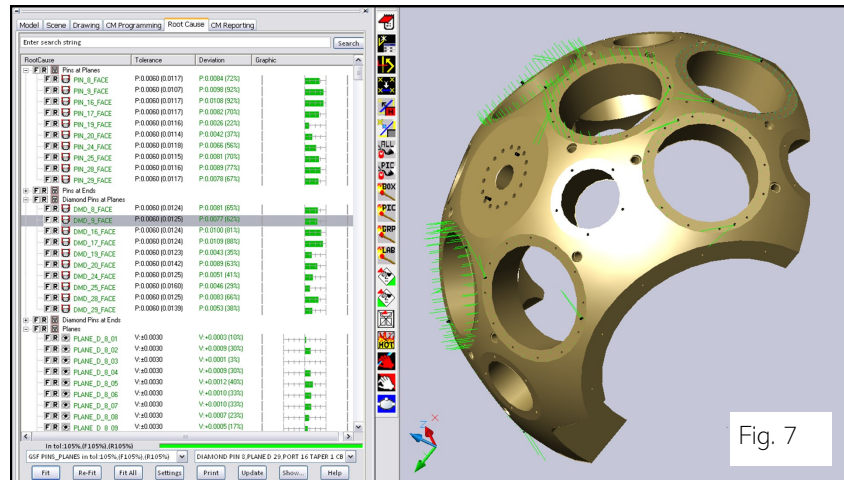 Model Scene Drawing CM Programming Root Cause CM Reporting
Enter search string Search
RootCause Tolerance Deviation Graphic
F R Pins at Planes
F R PIN_8_FACE P:0.0060 (0.0117) P:0.0084 (72%)
F R PIN_9_FACE P:0.0060 (0.0107) P:0.0098 (92%)
F R PIN_16_FACE P:0.0060 (0.0117) P:0.0108 (92%)
F R PIN_17_FACE P:0.0060 (0.0117) P:0.0082 (70%)
F R PIN_19_FACE P:0.0060 (0.0116) P:0.0026 (22%)
F R PIN_20_FACE P:0.0060 (0.0114) P:0.0042 (37%)
F R PIN_24_FACE P:0.0060 (0.0118) P:0.0066 (56%)
F R PIN_25_FACE P:0.0060 (0.0115) P:0.0081 (70%)
F R PIN_28_FACE P:0.0060 (0.0116) P:0.0089 (77%)
F R PIN_29_FACE P:0.0060 (0.0117) P:0.0078 (67%)
F R Pins at Ends
F R Diamond Pins at Planes
F R DMD_8_FACE P:0.0060 (0.0124) P:0.0081 (65%)
F R DMD_9_FACE P:0.0060 (0.0125) P:0.0077 (62%)
F R DMD_16_FACE P:0.0060 (0.0124) P:0.0100 (81%)
F R DMD_17_FACE P:0.0060 (0.0124) P:0.0109 (88%)
F R DMD_19_FACE P:0.0060 (0.0123) P:0.0043 (35%)
F R DMD_20_FACE P:0.0060 (0.0142) P:0.0089 (63%)
F R DMD_24_FACE P:0.0060 (0.0125) P:0.0051 (41%)
F R DMD_25_FACE P:0.0060 (0.0160) P:0.0046 (29%)
F R DMD_28_FACE P:0.0060 (0.0125) P:0.0083 (66%)
F R DMD_29_FACE P:0.0060 (0.0139) P:0.0053 (38%)
F R Diamond Pins at Ends
F R Planes
F R PLANE_D_8_01 V:±0.0030 V:+0.0003 (10%)
F R PLANE_D_8_02 V:±0.0030 V:+0.0009 (30%)
F R PLANE_D_8_03 V:±0.0030 V:+0.0001 (3%)
F R PLANE_D_8_04 V:±0.0030 V:+0.0009 (30%)
F R PLANE_D_8_05 V:±0.0030 V:+0.0012 (40%)
F R PLANE_D_8_06 V:±0.0030 V:+0.0010 (33%)
F R PLANE_D_8_07 V:±0.0030 V:+0.0010 (33%)
F R PLANE_D_8_08 V:±0.0030 V:+0.0007 (23%)
F R PLANE_D_8_09 V:±0.0030 V:+0.0005 (17%)
In tol:105%,(F105%),(R105%)
GSF PINS_PLANES in tol:105%,(F105%),(R105%) DIAMOND PIN 8,PLANE D 29,PORT 16 TAPER 1 CB
Fit Re-Fit Fit All Settings Print Update Show... Help
ALL
PIC
BOX
PIC
GRP
LAB
HOT
Z X
Fig. 7